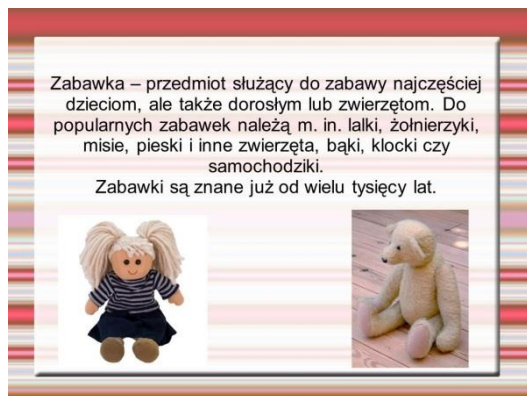 Zabawka – przedmiot służący do zabawy najczęściej
dzieciom, ale także dorosłym lub zwierzętom. Do
popularnych zabawek należą m. in. lalki, żołnierzyki,
misie, pieski i inne zwierzęta, bąki, klocki czy
samochodziki.
Zabawki są znane już od wielu tysięcy lat.